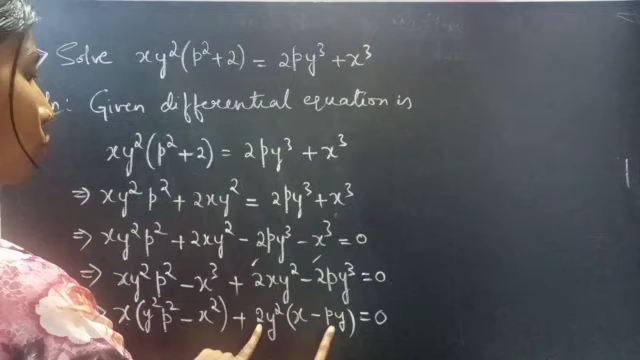 Solve xy²(p²+2) = 2py³ + x³
: Given differential equation is
xy²(p²+2) = 2py³ + x³
⇒ xy²p² + 2xy² = 2py³ + x³
⇒ xy²p² + 2xy² - 2py³ - x³ = 0
⇒ xy²p² - x³ + 2xy² - 2py³ = 0
x(y²p² - x²) + 2y²(x - py) = 0